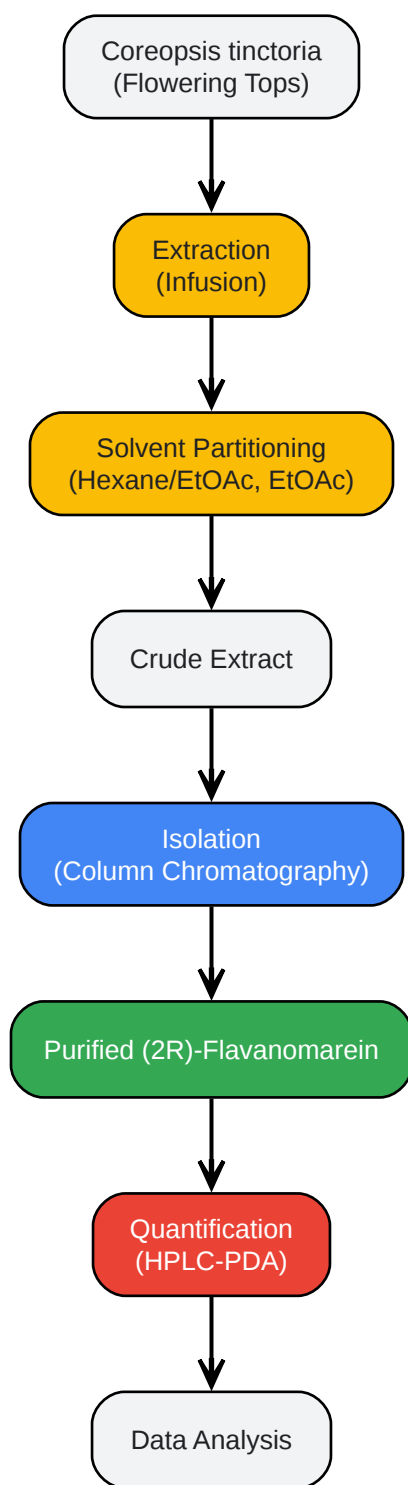 Coreopsis tinctoria
(Flowering Tops)
Extraction
(Infusion)
Solvent Partitioning
(Hexane/EtOAc, EtOAc)
Crude Extract
Isolation
(Column Chromatography)
Purified (2R)-Flavanomarein
Quantification
(HPLC-PDA)
Data Analysis